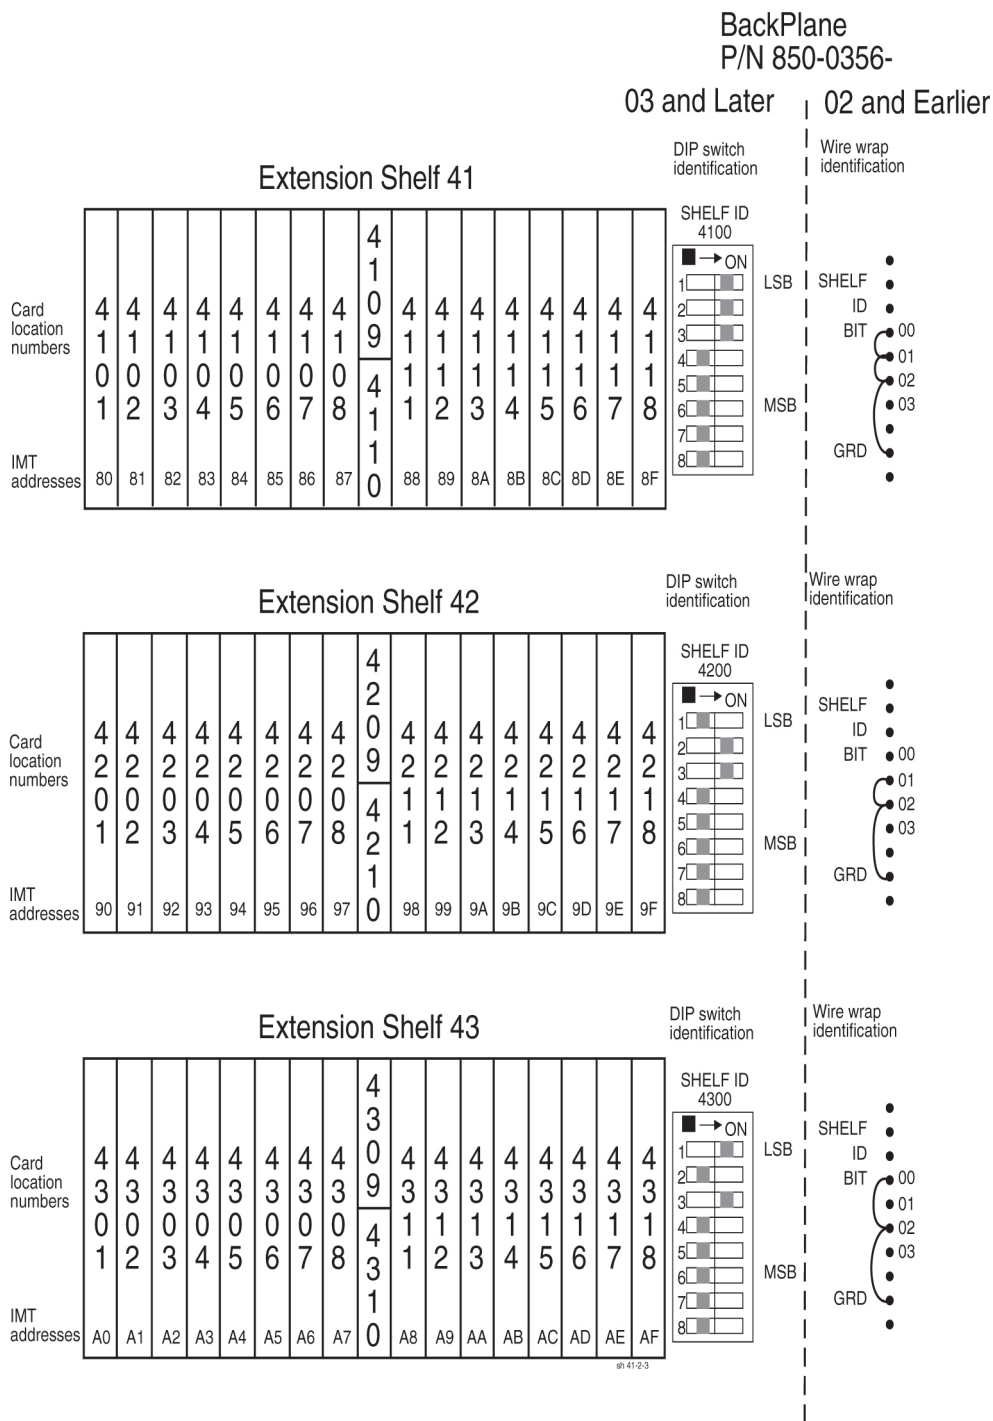 BackPlane
P/N 850-0356-
03 and Later
02 and Earlier
DIP switch
identification
Wire wrap
identification
Extension Shelf 41
SHELF ID
4100
ON
1
2
3
4
5
6
7
8
LSB
MSB
SHELF
ID
BIT
00
01
02
03
GRD
Card
location
numbers
4101 4102 4103 4104 4105 4106 4107 4108 4109 4110 4111 4112 4113 4114 4115 4116 4117 4118
IMT
addresses
80 81 82 83 84 85 86 87 88 89 8A 8B 8C 8D 8E 8F
DIP switch
identification
Wire wrap
identification
Extension Shelf 42
SHELF ID
4200
ON
1
2
3
4
5
6
7
8
LSB
MSB
SHELF
ID
BIT
00
01
02
03
GRD
Card
location
numbers
4201 4202 4203 4204 4205 4206 4207 4208 4209 4210 4211 4212 4213 4214 4215 4216 4217 4218
IMT
addresses
90 91 92 93 94 95 96 97 98 99 9A 9B 9C 9D 9E 9F
DIP switch
identification
Wire wrap
identification
Extension Shelf 43
SHELF ID
4300
ON
1
2
3
4
5
6
7
8
LSB
MSB
SHELF
ID
BIT
00
01
02
03
GRD
Card
location
numbers
4301 4302 4303 4304 4305 4306 4307 4308 4309 4310 4311 4312 4313 4314 4315 4316 4317 4318
IMT
addresses
A0 A1 A2 A3 A4 A5 A6 A7 A8 A9 AA AB AC AD AE AF
sh 41-2-3